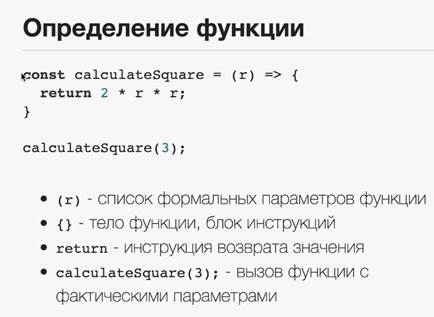 Определение функции
const calculateSquare = (r) => {
return 2 * r * r;
}
calculateSquare(3);
• (r) - список формальных параметров функции
• {} - тело функции, блок инструкций
• return - инструкция возврата значения
• calculateSquare(3); - вызов функции с
фактическими параметрами